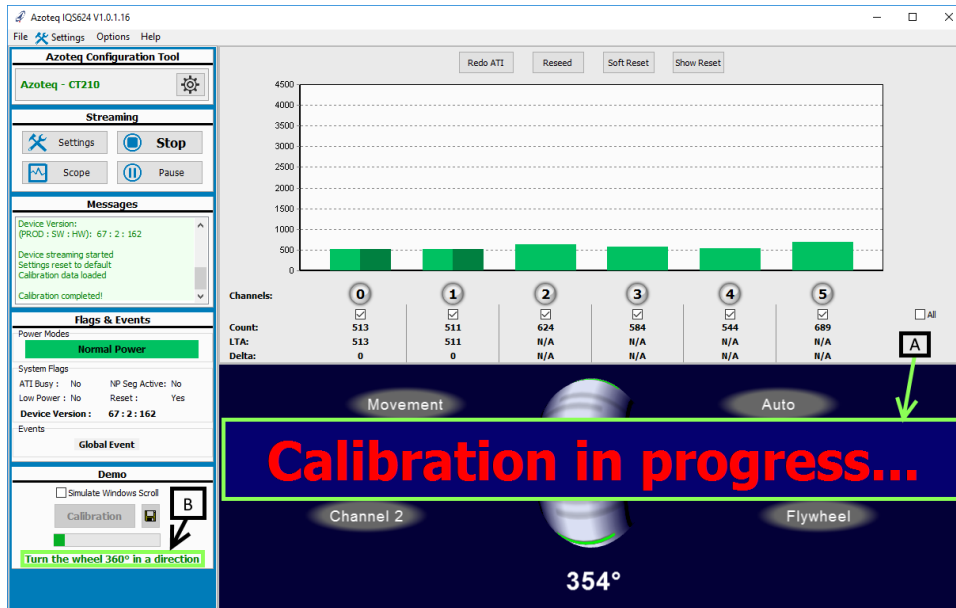 Azoteq IQS624 V1.0.1.16
File Settings Options Help
Azoteq Configuration Tool
Azoteq - CT210
Streaming
Settings Stop
Scope Pause
Messages
Device Version:
(PROD : SW : HW): 67 : 2 : 162
Device streaming started
Settings reset to default
Calibration data loaded
Calibration completed!
Flags & Events
Power Modes
Normal Power
System Flags
ATI Busy : No NP Seg Active: No
Low Power : No Reset : Yes
Device Version : 67 : 2 : 162
Events
Global Event
Demo
Simulate Windows Scroll
Calibration
B
Turn the wheel 360° in a direction
Redo ATI Reseed Soft Reset Show Reset
4500
4000
3500
3000
2500
2000
1500
1000
500
0
Channels: 0 1 2 3 4 5
All
Count: 513 511 624 584 544 689
LTA: 513 511 N/A N/A N/A N/A
Delta: 0 0 N/A N/A N/A N/A
A
Movement Auto
Calibration in progress...
Channel 2 Flywheel
354°